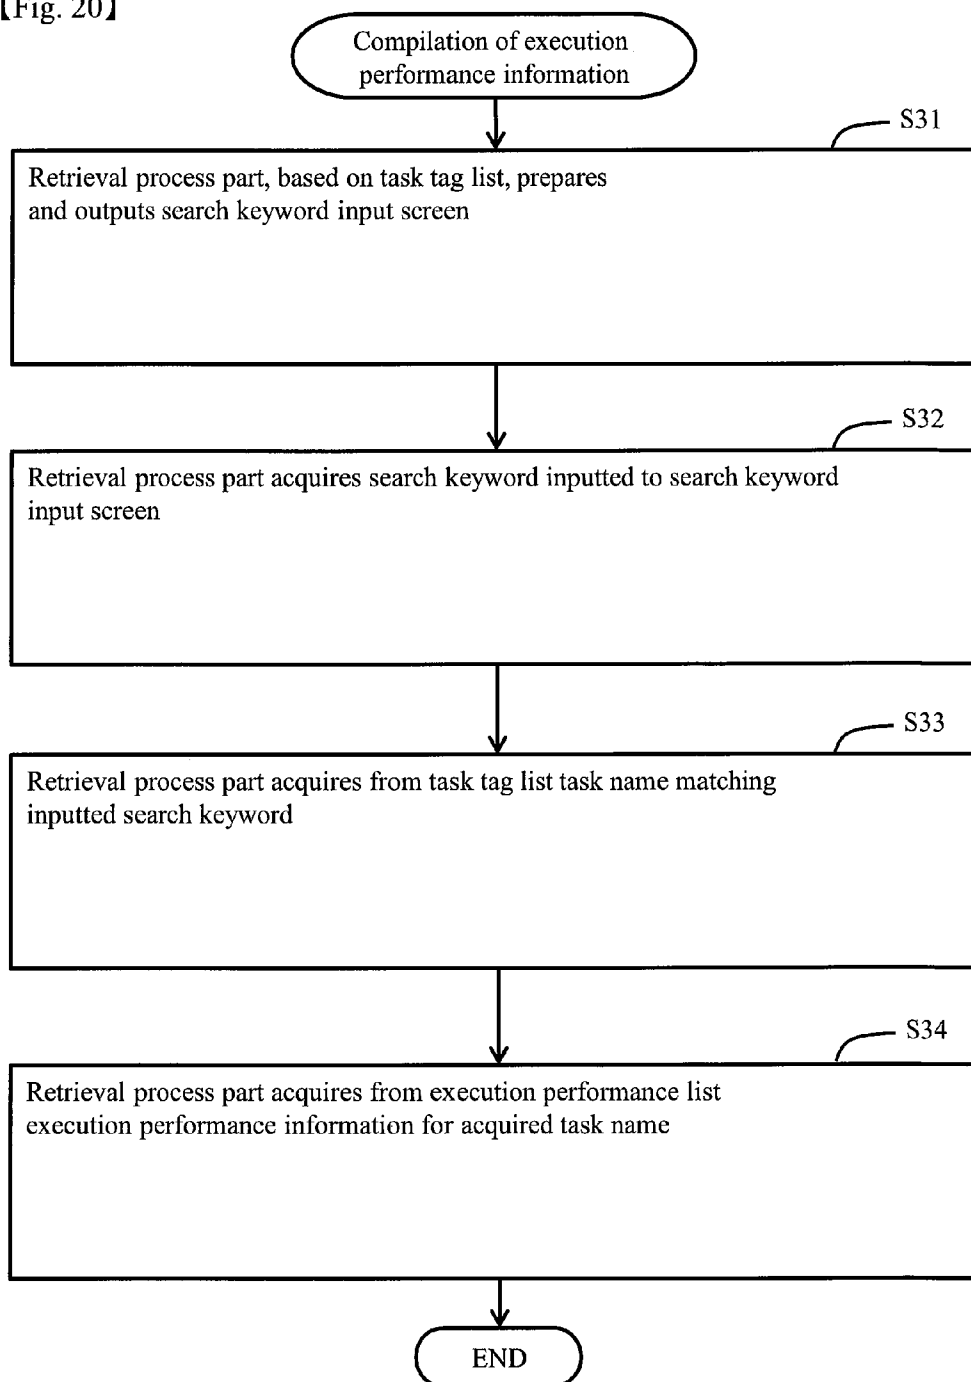 【Fig. 20】
Compilation of execution
performance information
S31
Retrieval process part, based on task tag list, prepares
and outputs search keyword input screen
S32
Retrieval process part acquires search keyword inputted to search keyword
input screen
S33
Retrieval process part acquires from task tag list task name matching
inputted search keyword
S34
Retrieval process part acquires from execution performance list
execution performance information for acquired task name
END